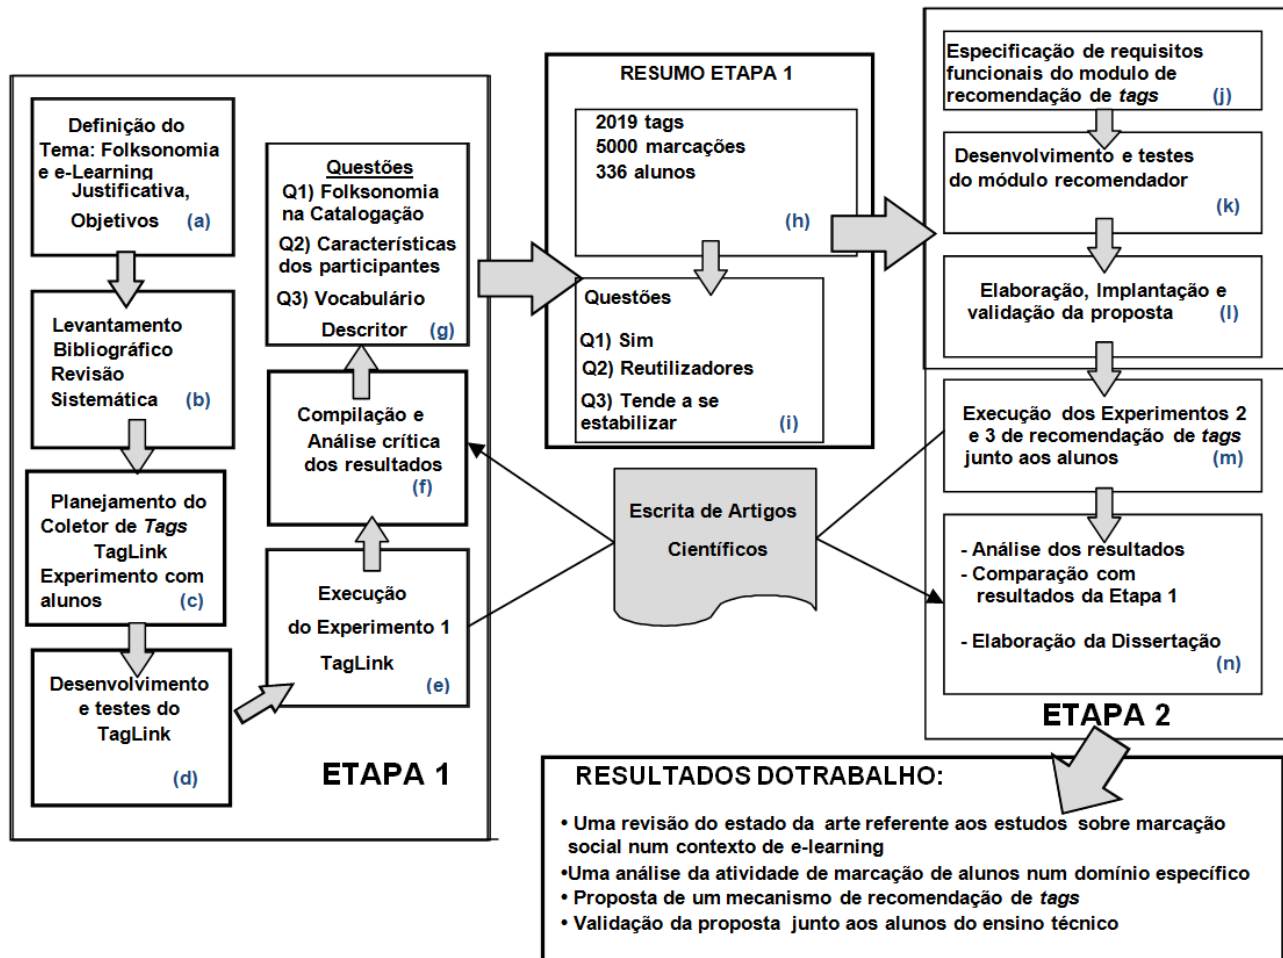 Definição do
Tema: Folksonomia
e e-Learning
Justificativa,
Objetivos (a)
Levantamento
Bibliográfico
Revisão
Sistemática (b)
Planejamento do
Coletor de Tags
TagLink
Experimento com
alunos (c)
Desenvolvimento
e testes do
TagLink
(d)
Execução
do Experimento 1
TagLink
(e)
Compilação e
Análise crítica
dos resultados
(f)
Questões
Q1) Folksonomia
na Catalogação
Q2) Características
dos participantes
Q3) Vocabulário
Descritor (g)
ETAPA 1
RESUMO ETAPA 1
2019 tags
5000 marcações
336 alunos
(h)
Questões
Q1) Sim
Q2) Reutilizadores
Q3) Tende a se
estabilizar (i)
Escrita de Artigos
Científicos
Especificação de requisitos
funcionais do modulo de
recomendação de tags (j)
Desenvolvimento e testes
do módulo recomendador
(k)
Elaboração, Implantação e
validação da proposta (l)
Execução dos Experimentos 2
e 3 de recomendação de tags
junto aos alunos (m)
- Análise dos resultados
- Comparação com
resultados da Etapa 1
- Elaboração da Dissertação
(n)
ETAPA 2
RESULTADOS DOTRABALHO:
• Uma revisão do estado da arte referente aos estudos sobre marcação
social num contexto de e-learning
•Uma análise da atividade de marcação de alunos num domínio específico
• Proposta de um mecanismo de recomendação de tags
• Validação da proposta junto aos alunos do ensino técnico